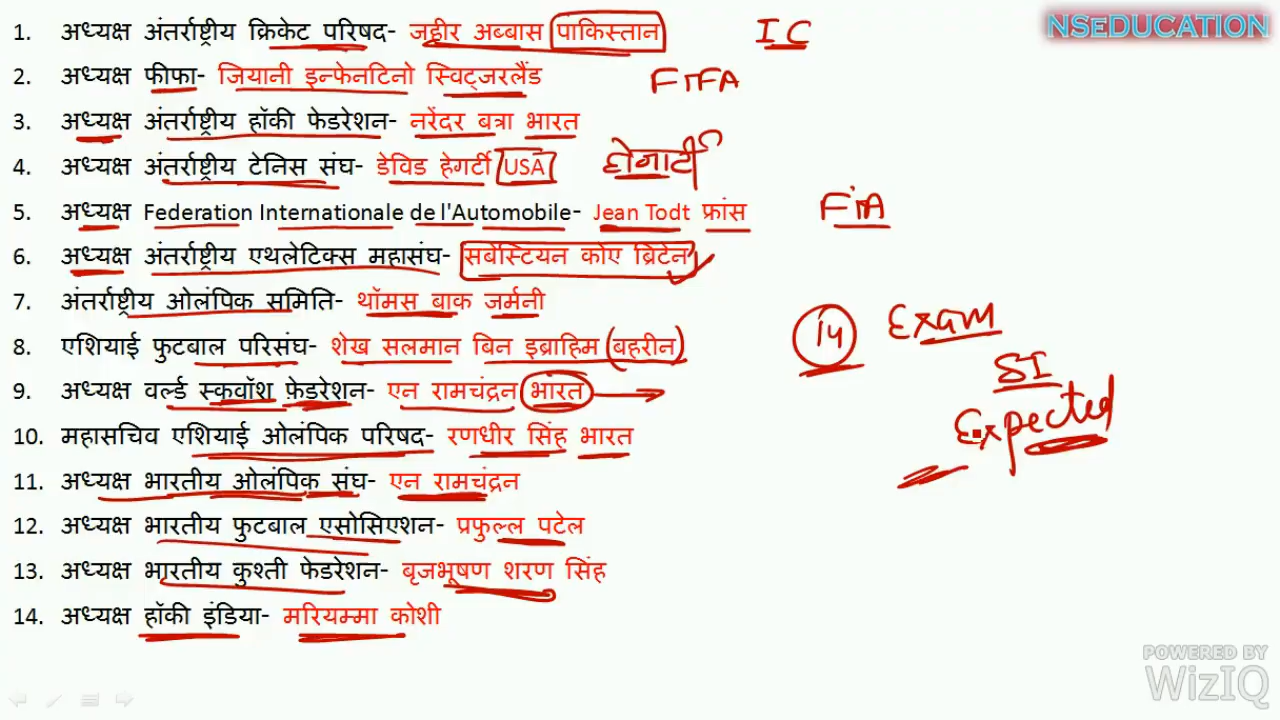 NSEDUCATION
1. अध्यक्ष अंतर्राष्ट्रीय क्रिकेट परिषद- जहीर अब्बास पाकिस्तान IC
2. अध्यक्ष फीफा- जियानी इन्फेनटिनो स्विट्जरलैंड FIFA
3. अध्यक्ष अंतर्राष्ट्रीय हॉकी फेडरेशन- नरेंदर बत्रा भारत
4. अध्यक्ष अंतर्राष्ट्रीय टेनिस संघ- डेविड हेगर्टी USA
5. अध्यक्ष Federation Internationale de l'Automobile- Jean Todt फ्रांस FIA
6. अध्यक्ष अंतर्राष्ट्रीय एथलेटिक्स महासंघ- सबेस्टियन कोए ब्रिटेन
7. अंतर्राष्ट्रीय ओलंपिक समिति- थॉमस बाक जर्मनी
8. एशियाई फुटबाल परिसंघ- शेख सलमान बिन इब्राहिम (बहरीन) 14 Exam
9. अध्यक्ष वर्ल्ड स्कवॉश फ़ेडरेशन- एन रामचंद्रन भारत SI
10. महासचिव एशियाई ओलंपिक परिषद- रणधीर सिंह भारत Expected
11. अध्यक्ष भारतीय ओलंपिक संघ- एन रामचंद्रन
12. अध्यक्ष भारतीय फुटबाल एसोसिएशन- प्रफुल्ल पटेल
13. अध्यक्ष भारतीय कुश्ती फेडरेशन- बृजभूषण शरण सिंह
14. अध्यक्ष हॉकी इंडिया- मरियम्मा कोशी
POWERED BY
WizIQ